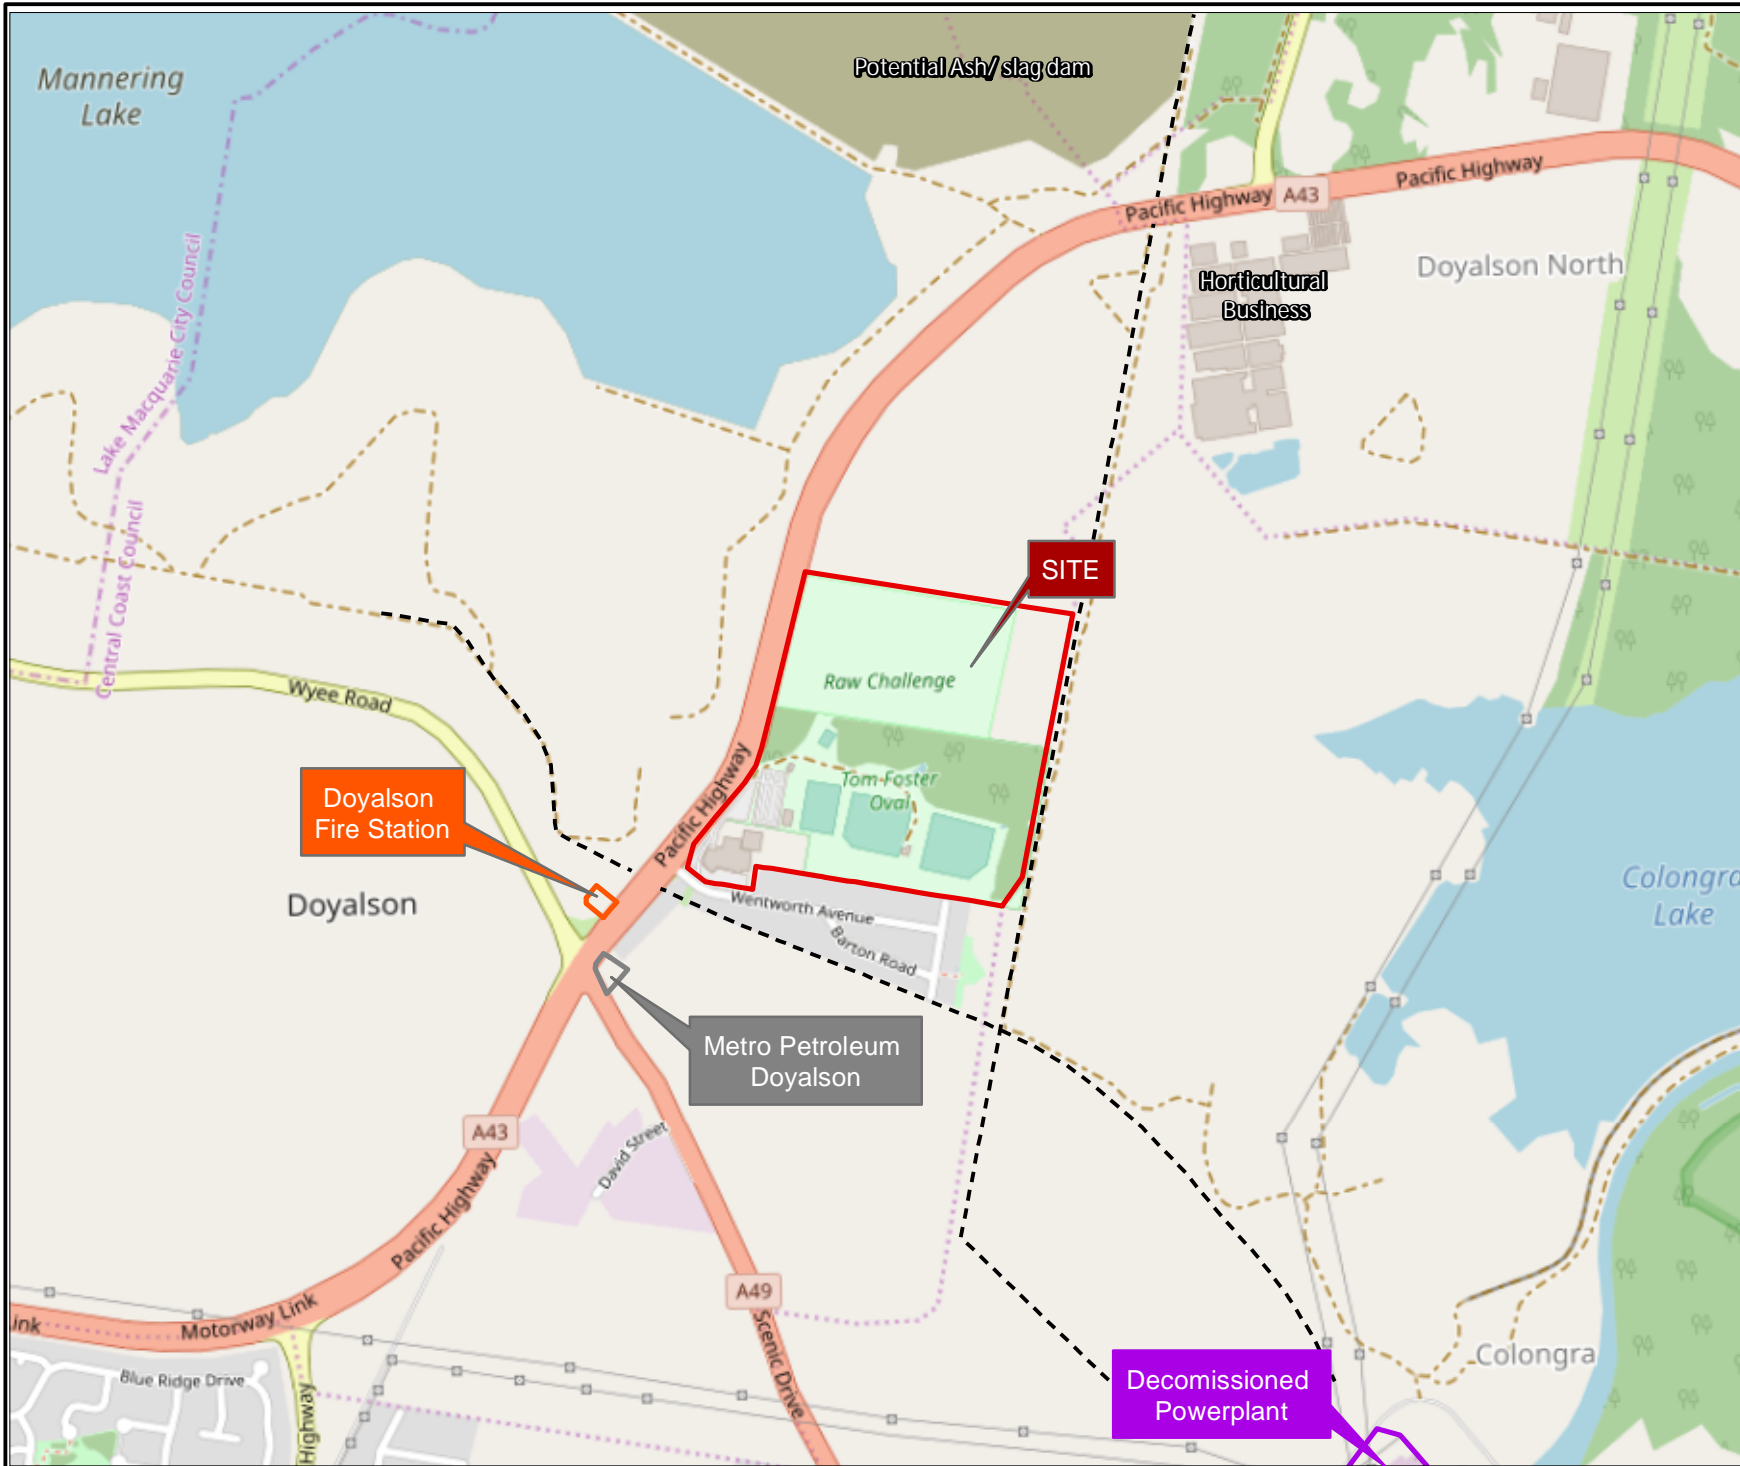 Potential Ash/ slag dam
Mannering
Lake
Pacific Highway
A43
Pacific Highway
Lake Macquarie City Council
Horticultural
Business
Doyalson North
Central Coast Council
SITE
Wyee Road
Raw Challenge
Pacific Highway
Tom Foster
Oval
Doyalson
Fire Station
Doyalson
Wentworth Avenue
Barton Road
Colongra
Lake
Metro Petroleum
Doyalson
A43
David Street
Pacific Highway
A49
Motorway Link
ink
Scenic Drive
Blue Ridge Drive
Highway
Colongra
Decomissioned
Powerplant